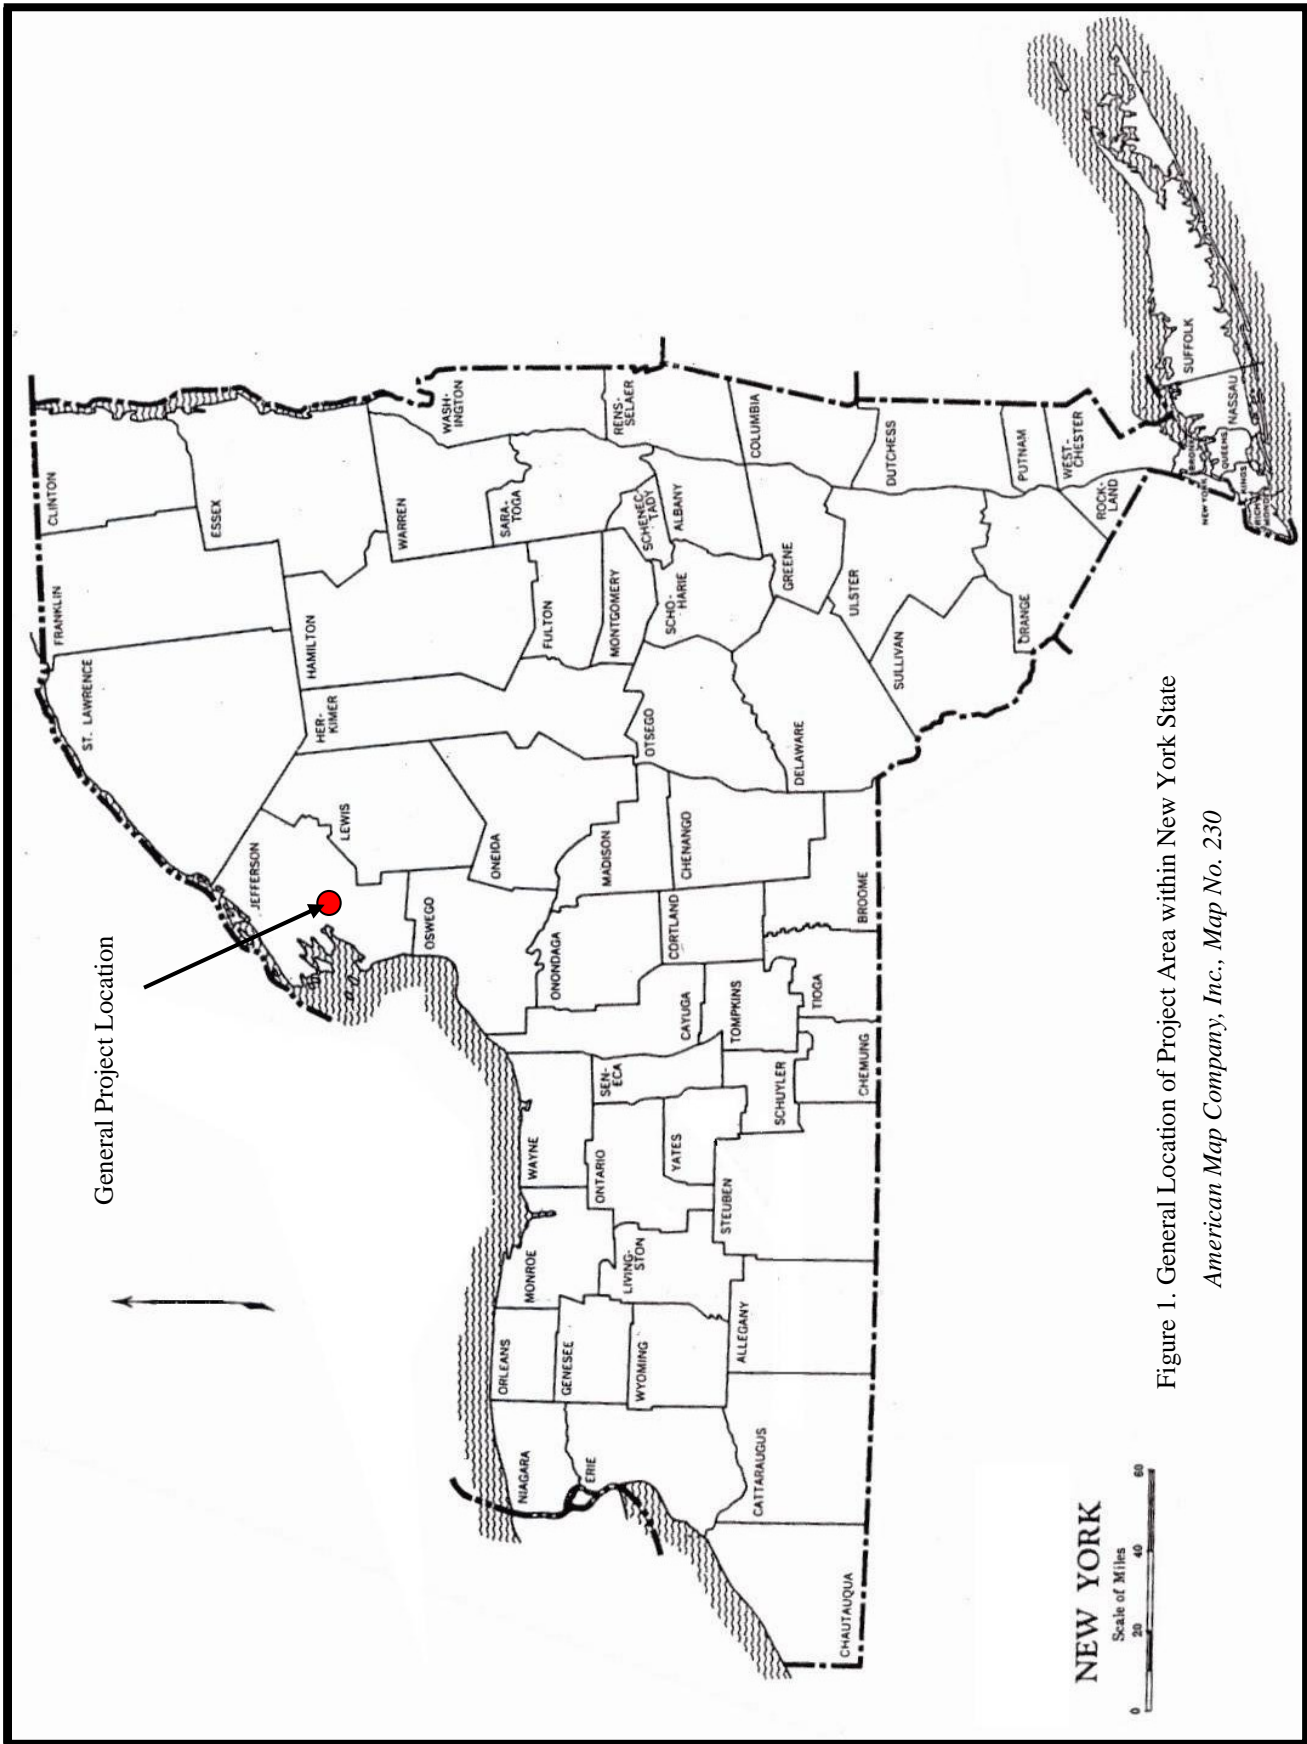 General Project Location
CLINTON
FRANKLIN
ST. LAWRENCE
ESSEX
JEFFERSON
LEWIS
HER-
KIMER
HAMILTON
WARREN
WASH-
INGTON
OSWEGO
ONEIDA
FULTON
SARA-
TOGA
NIAGARA
ORLEANS
MONROE
WAYNE
ONONDAGA
MADISON
MONTGOMERY
SCHENEC-
TADY
RENS-
SELAER
ERIE
GENESEE
WYOMING
LIVING-
STON
ONTARIO
SEN-
ECA
YATES
CAYUGA
CORTLAND
CHENANGO
OTSEGO
SCHO-
HARIE
ALBANY
CHAUTAUQUA
CATTARAUGUS
ALLEGANY
STEUBEN
SCHUYLER
TOMPKINS
TIOGA
CHEMUNG
BROOME
DELAWARE
GREENE
COLUMBIA
ULSTER
DUTCHESS
SULLIVAN
ORANGE
PUTNAM
WEST-
CHESTER
ROCK-
LAND
NEW YORK
BRONX
QUEENS
KINGS
RICH-
MOND
NASSAU
SUFFOLK
NEW YORK
Scale of Miles
0 20 40 60
Figure 1. General Location of Project Area within New York State
American Map Company, Inc., Map No. 230